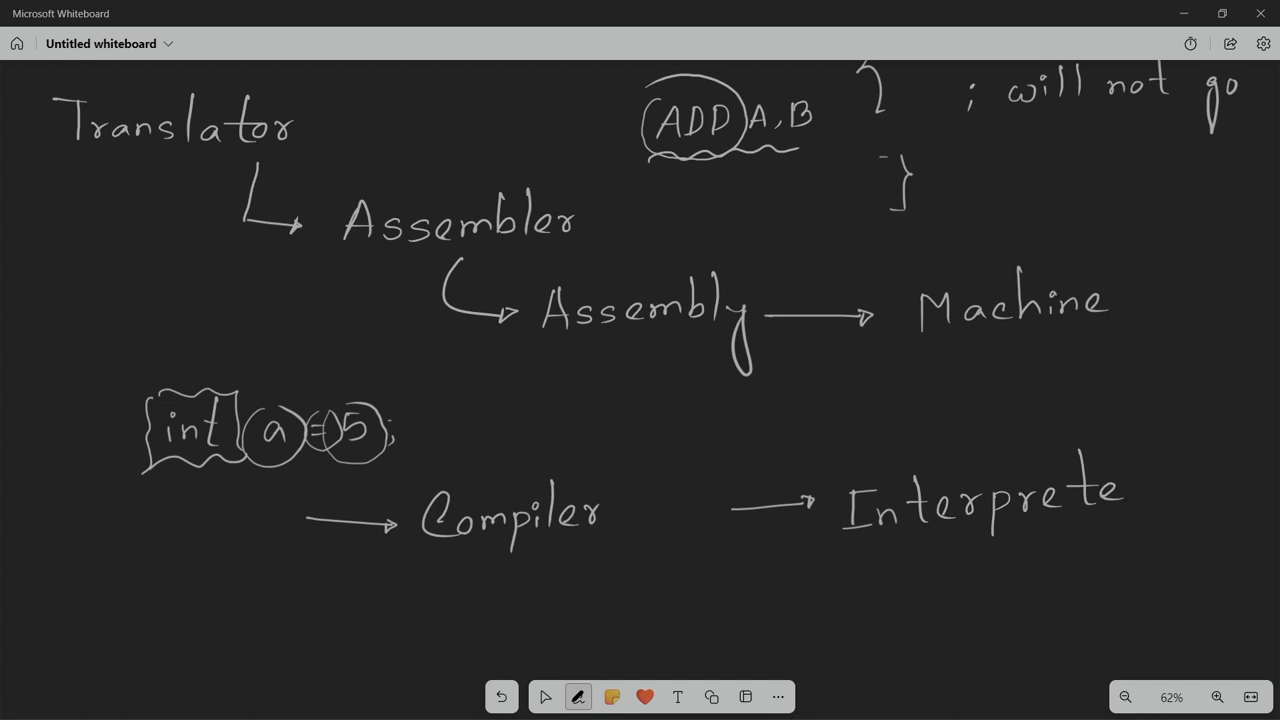 Microsoft Whiteboard
Untitled whiteboard
; will not go
Translator
ADD A, B
}
Assembler
Assembly → Machine
int a = 5;
→ Compiler → Interprete
62%